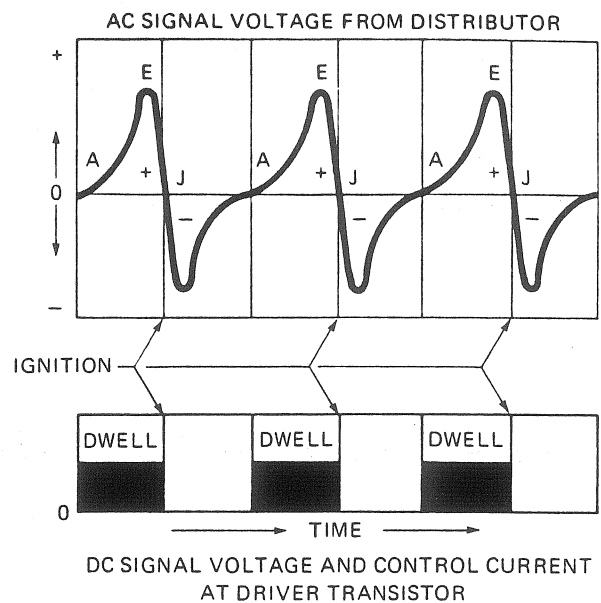 AC SIGNAL VOLTAGE FROM DISTRIBUTOR
+
E E E
A + J A + J A + J
0
− − −
−
IGNITION
DWELL DWELL DWELL
0
TIME
DC SIGNAL VOLTAGE AND CONTROL CURRENT
AT DRIVER TRANSISTOR